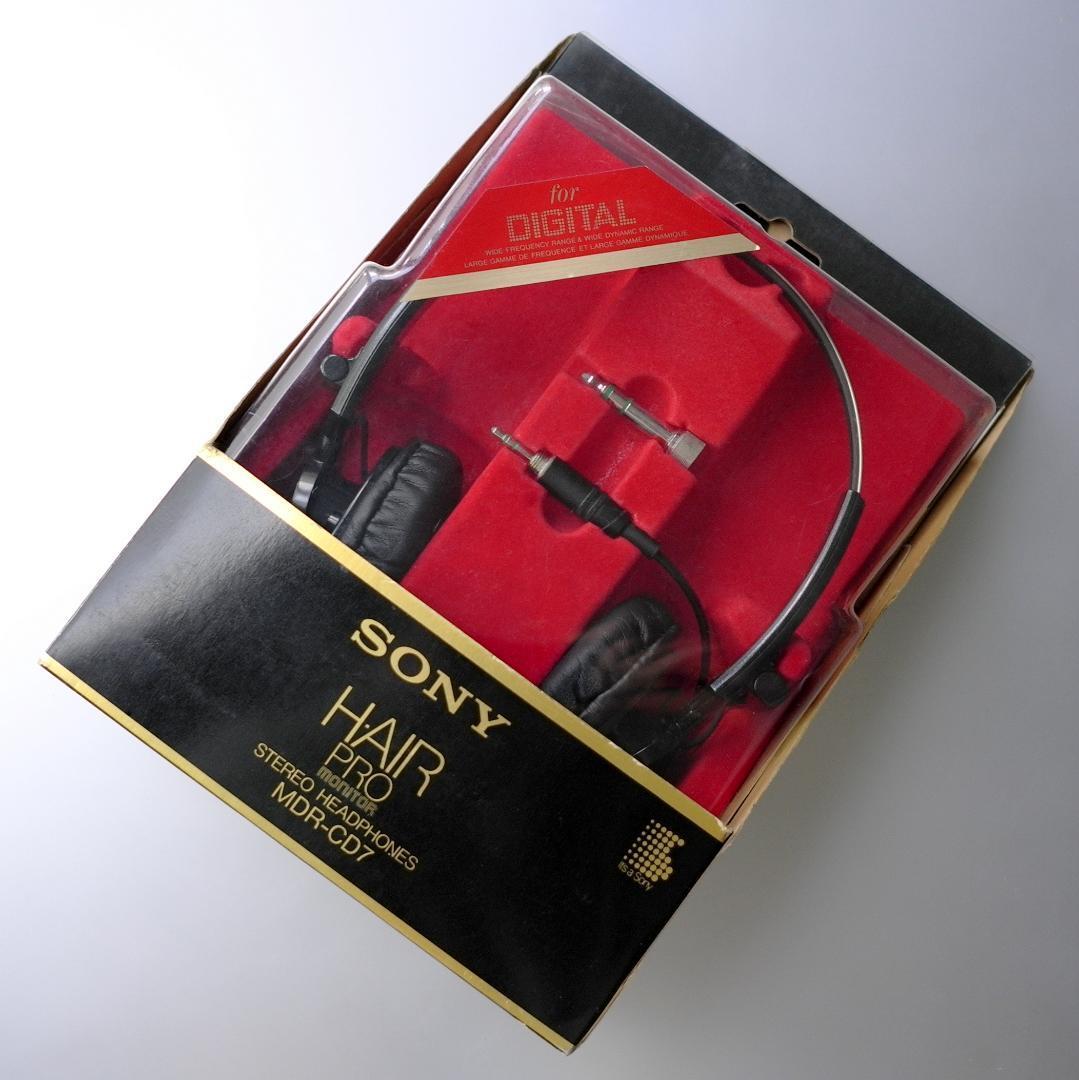 for
DIGITAL
WIDE FREQUENCY RANGE & WIDE DYNAMIC RANGE
LARGE GAMME DE FREQUENCE ET LARGE GAMME DYNAMIQUE
SONY
H·AIR
PRO
MONITOR
STEREO HEADPHONES
MDR-CD7
It's a Sony